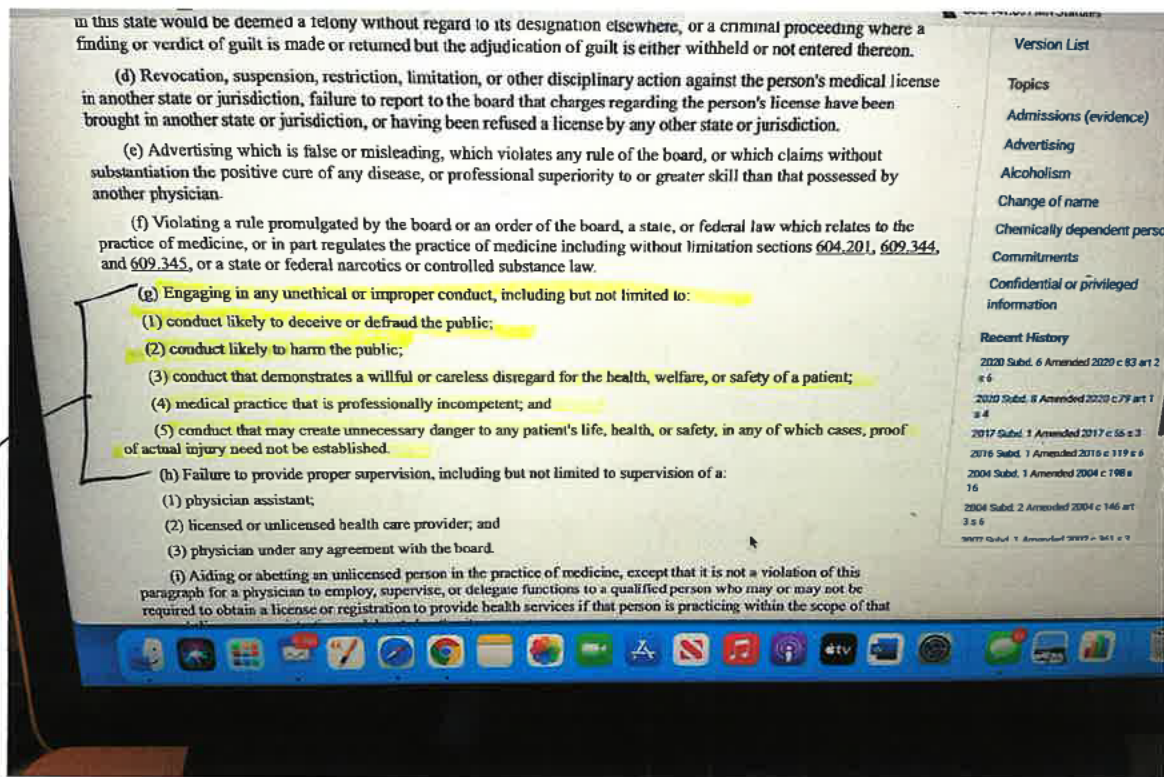 in this state would be deemed a felony without regard to its designation elsewhere, or a criminal proceeding where a
finding or verdict of guilt is made or returned but the adjudication of guilt is either withheld or not entered thereon.
(d) Revocation, suspension, restriction, limitation, or other disciplinary action against the person's medical license
in another state or jurisdiction, failure to report to the board that charges regarding the person's license have been
brought in another state or jurisdiction, or having been refused a license by any other state or jurisdiction.
(e) Advertising which is false or misleading, which violates any rule of the board, or which claims without
substantiation the positive cure of any disease, or professional superiority to or greater skill than that possessed by
another physician.
(f) Violating a rule promulgated by the board or an order of the board, a state, or federal law which relates to the
practice of medicine, or in part regulates the practice of medicine including without limitation sections 604.201, 609.344,
and 609.345, or a state or federal narcotics or controlled substance law.
(g) Engaging in any unethical or improper conduct, including but not limited to:
(1) conduct likely to deceive or defraud the public;
(2) conduct likely to harm the public;
(3) conduct that demonstrates a willful or careless disregard for the health, welfare, or safety of a patient;
(4) medical practice that is professionally incompetent; and
(5) conduct that may create unnecessary danger to any patient's life, health, or safety, in any of which cases, proof
of actual injury need not be established.
(h) Failure to provide proper supervision, including but not limited to supervision of a:
(1) physician assistant;
(2) licensed or unlicensed health care provider; and
(3) physician under any agreement with the board.
(i) Aiding or abetting an unlicensed person in the practice of medicine, except that it is not a violation of this
paragraph for a physician to employ, supervise, or delegate functions to a qualified person who may or may not be
required to obtain a license or registration to provide health services if that person is practicing within the scope of that
Version List
Topics
Admissions (evidence)
Advertising
Alcoholism
Change of name
Chemically dependent perso
Commitments
Confidential or privileged
information
Recent History
2020 Subd. 6 Amended 2020 c 83 art 2
s 6
2020 Subd. 8 Amended 2020 c 79 art 1
s 4
2017 Subd. 1 Amended 2017 c 56 s 3
2016 Subd. 1 Amended 2016 c 119 s 6
2004 Subd. 1 Amended 2004 c 198 s
16
2004 Subd. 2 Amended 2004 c 146 art
3 s 6
tv